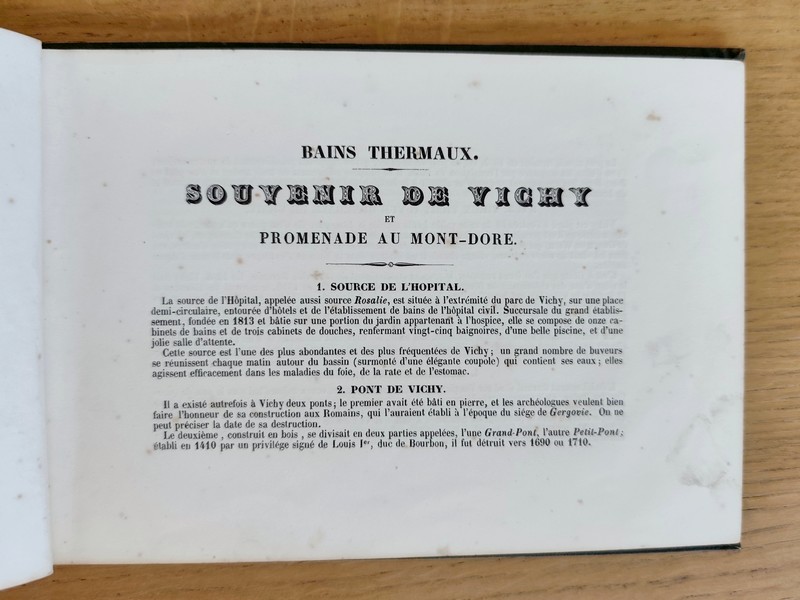 BAINS THERMAUX.
SOUVENIR DE VICHY
ET
PROMENADE AU MONT-DORE.
1. SOURCE DE L'HOPITAL.
La source de l'Hôpital, appelée aussi source Rosalie, est située à l'extrémité du parc de Vichy, sur une place
demi-circulaire, entourée d'hôtels et de l'établissement de bains de l'hôpital civil. Succursale du grand établis-
sement, fondée en 1813 et bâtie sur une portion du jardin appartenant à l'hospice, elle se compose de onze ca-
binets de bains et de trois cabinets de douches, renfermant vingt-cinq baignoires, d'une belle piscine, et d'une
jolie salle d'attente.
Cette source est l'une des plus abondantes et des plus fréquentées de Vichy; un grand nombre de buveurs
se réunissent chaque matin autour du bassin (surmonté d'une élégante coupole) qui contient ses eaux; elles
agissent efficacement dans les maladies du foie, de la rate et de l'estomac.
2. PONT DE VICHY.
Il a existé autrefois à Vichy deux ponts; le premier avait été bâti en pierre, et les archéologues veulent bien
faire l'honneur de sa construction aux Romains, qui l'auraient établi à l'époque du siège de Gergovie. On ne
peut préciser la date de sa destruction.
Le deuxième, construit en bois, se divisait en deux parties appelées, l'une Grand-Pont, l'autre Petit-Pont;
établi en 1410 par un privilége signé de Louis Ier, duc de Bourbon, il fut détruit vers 1690 ou 1710.